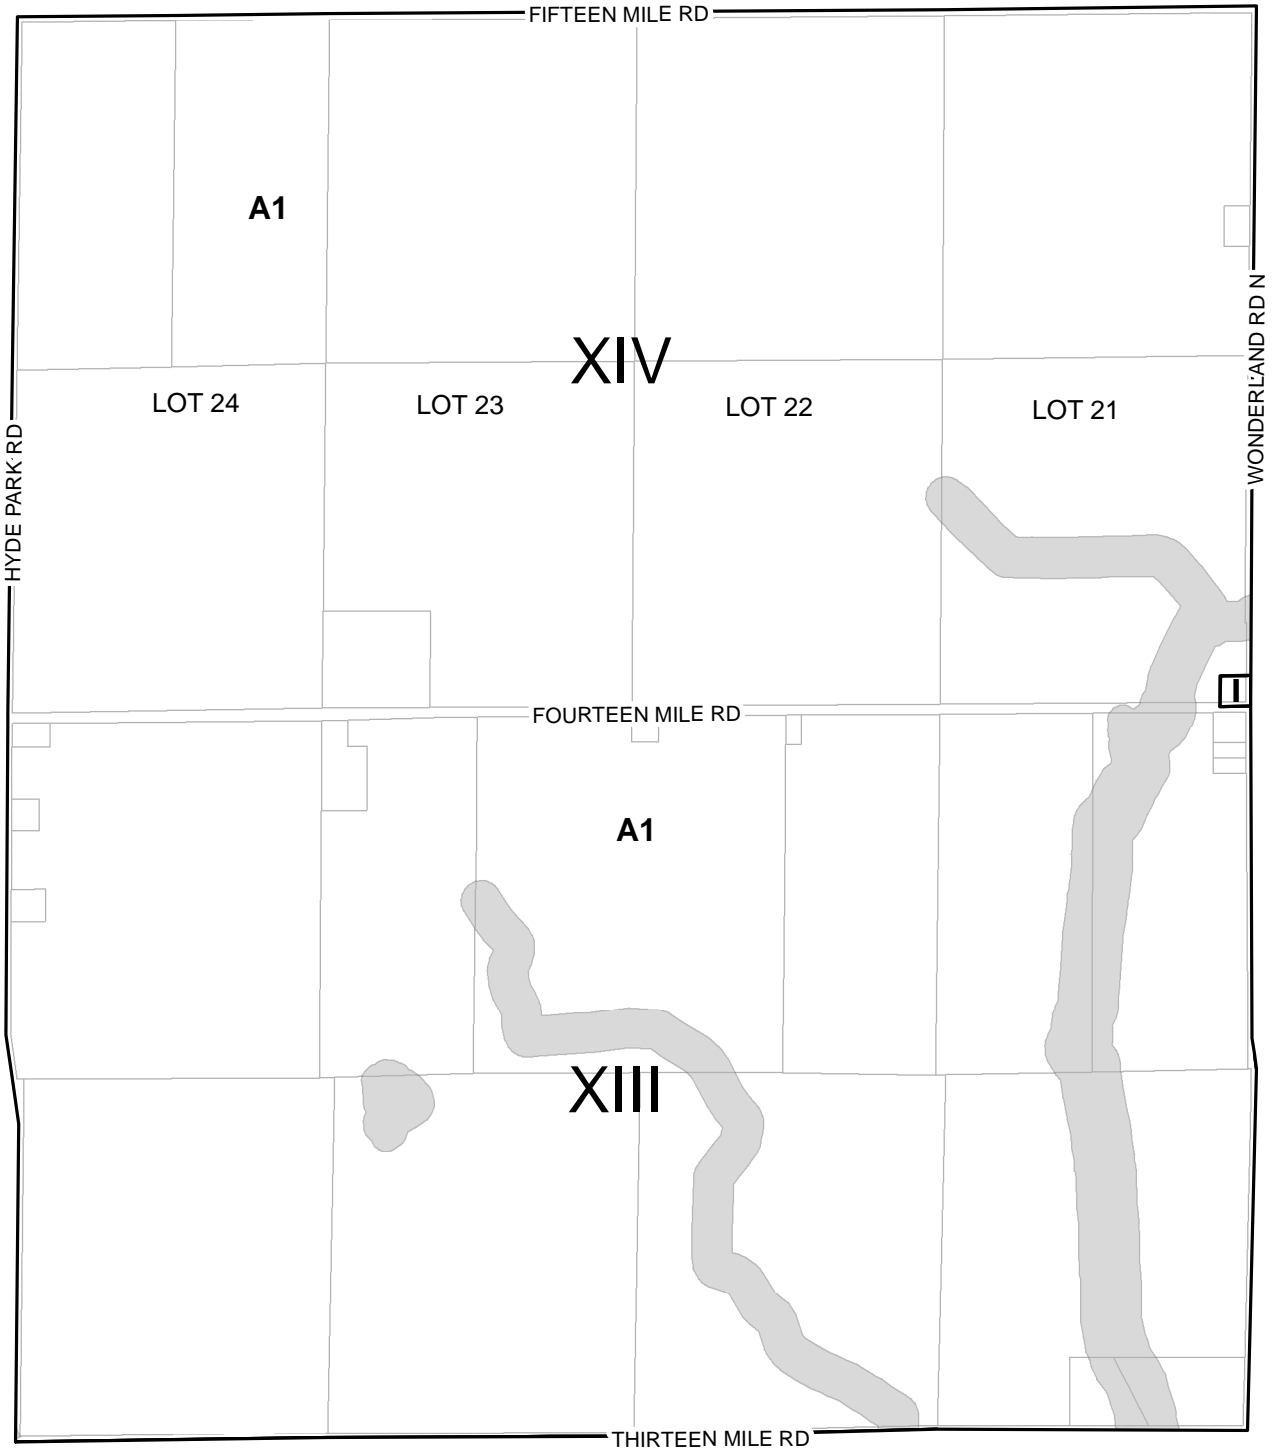 FIFTEEN MILE RD
A1
WONDERLAND RD N
XIV
LOT 24
LOT 23
LOT 22
LOT 21
HYDE PARK RD
I
FOURTEEN MILE RD
A1
XIII
THIRTEEN MILE RD